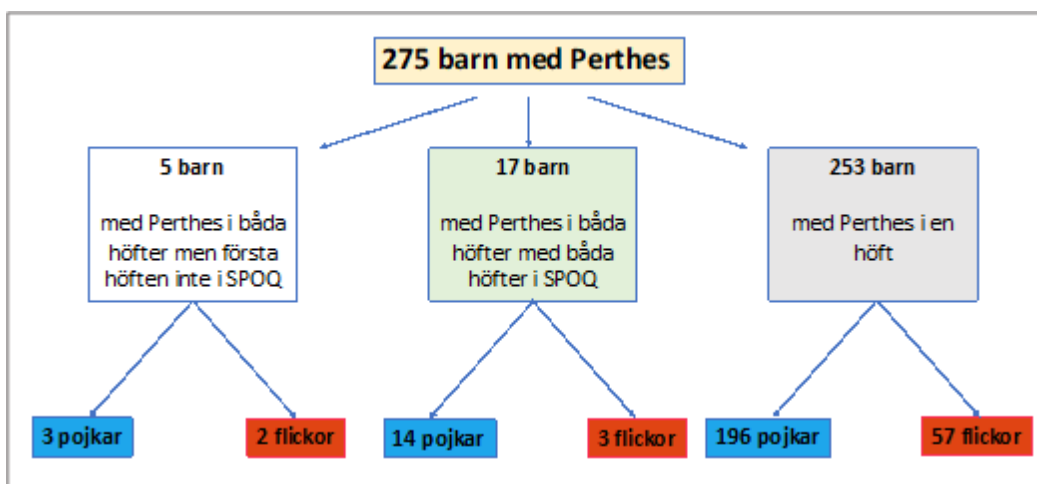 275 barn med Perthes
5 barn
med Perthes i båda
höfter men första
höften inte i SPOQ
17 barn
med Perthes i båda
höfter med båda
höfter i SPOQ
253 barn
med Perthes i en
höft
3 pojkar
2 flickor
14 pojkar
3 flickor
196 pojkar
57 flickor